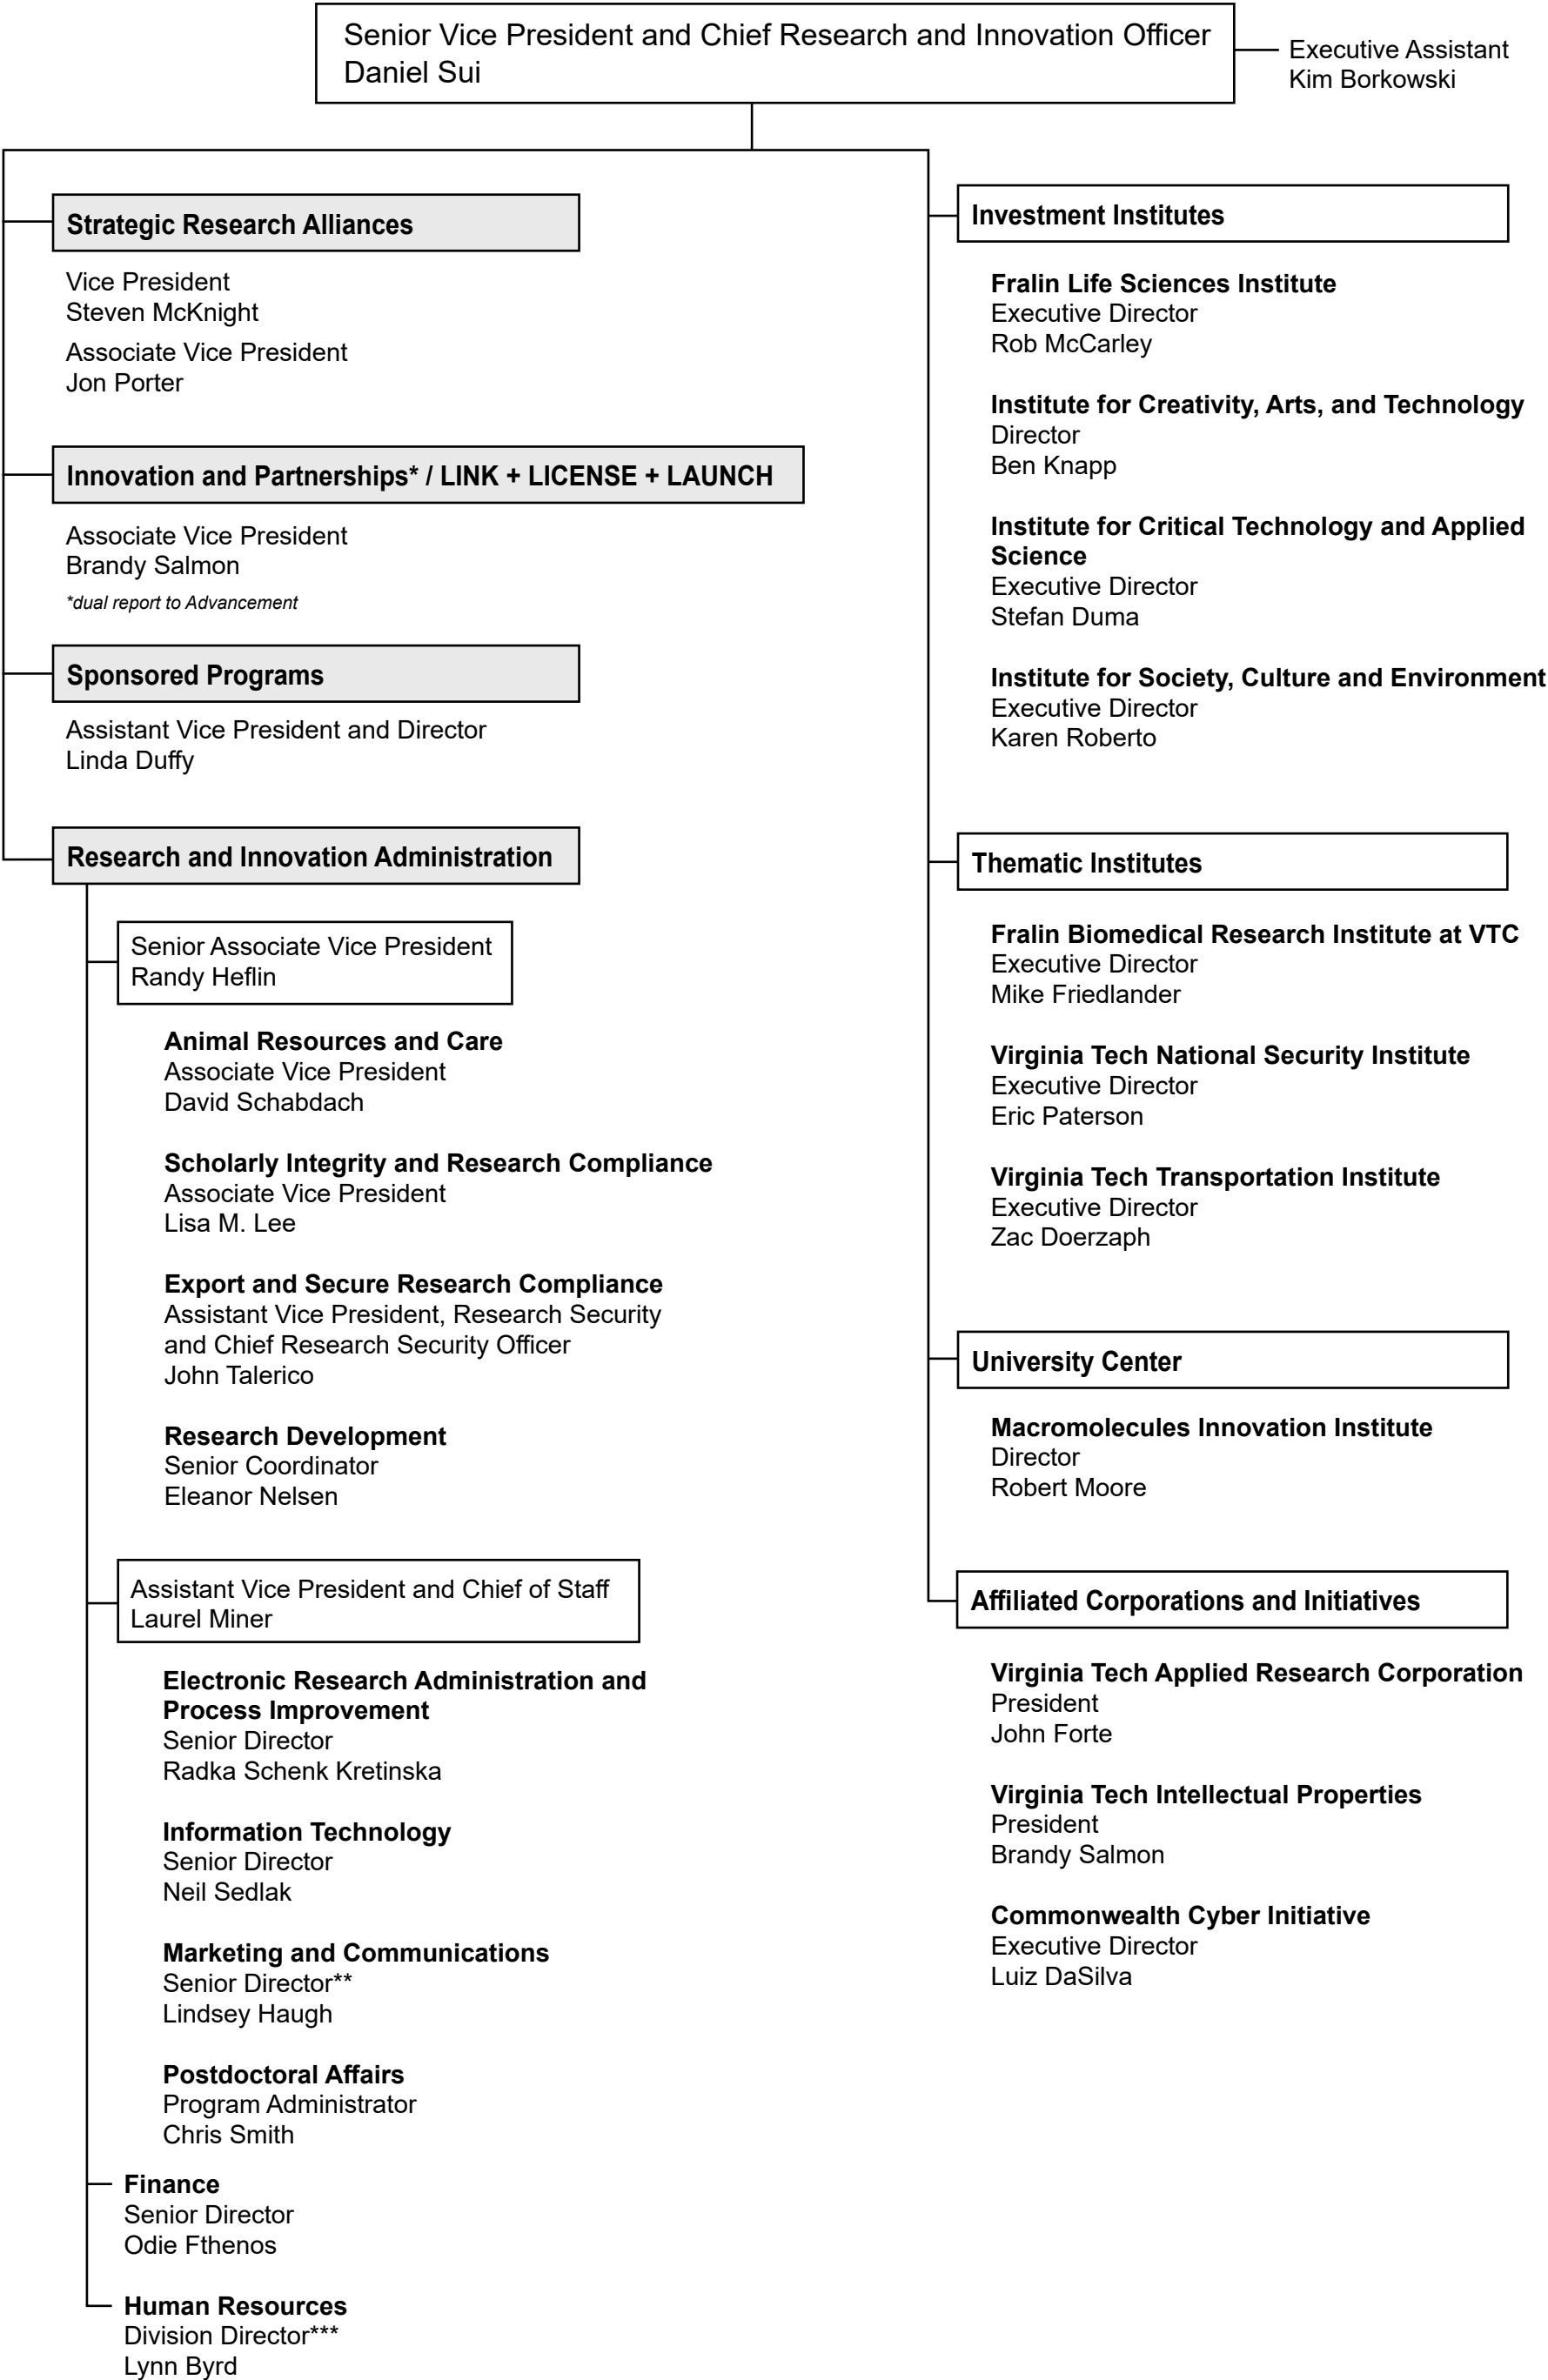 Senior Vice President and Chief Research and Innovation Officer
Daniel Sui
Executive Assistant
Kim Borkowski
Strategic Research Alliances
Vice President
Steven McKnight
Associate Vice President
Jon Porter
Innovation and Partnerships* / LINK + LICENSE + LAUNCH
Associate Vice President
Brandy Salmon
*dual report to Advancement
Sponsored Programs
Assistant Vice President and Director
Linda Duffy
Research and Innovation Administration
Senior Associate Vice President
Randy Heflin
Animal Resources and Care
Associate Vice President
David Schabdach
Scholarly Integrity and Research Compliance
Associate Vice President
Lisa M. Lee
Export and Secure Research Compliance
Assistant Vice President, Research Security
and Chief Research Security Officer
John Talerico
Research Development
Senior Coordinator
Eleanor Nelsen
Assistant Vice President and Chief of Staff
Laurel Miner
Electronic Research Administration and
Process Improvement
Senior Director
Radka Schenk Kretinska
Information Technology
Senior Director
Neil Sedlak
Marketing and Communications
Senior Director**
Lindsey Haugh
Postdoctoral Affairs
Program Administrator
Chris Smith
Finance
Senior Director
Odie Fthenos
Human Resources
Division Director***
Lynn Byrd
Investment Institutes
Fralin Life Sciences Institute
Executive Director
Rob McCarley
Institute for Creativity, Arts, and Technology
Director
Ben Knapp
Institute for Critical Technology and Applied
Science
Executive Director
Stefan Duma
Institute for Society, Culture and Environment
Executive Director
Karen Roberto
Thematic Institutes
Fralin Biomedical Research Institute at VTC
Executive Director
Mike Friedlander
Virginia Tech National Security Institute
Executive Director
Eric Paterson
Virginia Tech Transportation Institute
Executive Director
Zac Doerzaph
University Center
Macromolecules Innovation Institute
Director
Robert Moore
Affiliated Corporations and Initiatives
Virginia Tech Applied Research Corporation
President
John Forte
Virginia Tech Intellectual Properties
President
Brandy Salmon
Commonwealth Cyber Initiative
Executive Director
Luiz DaSilva